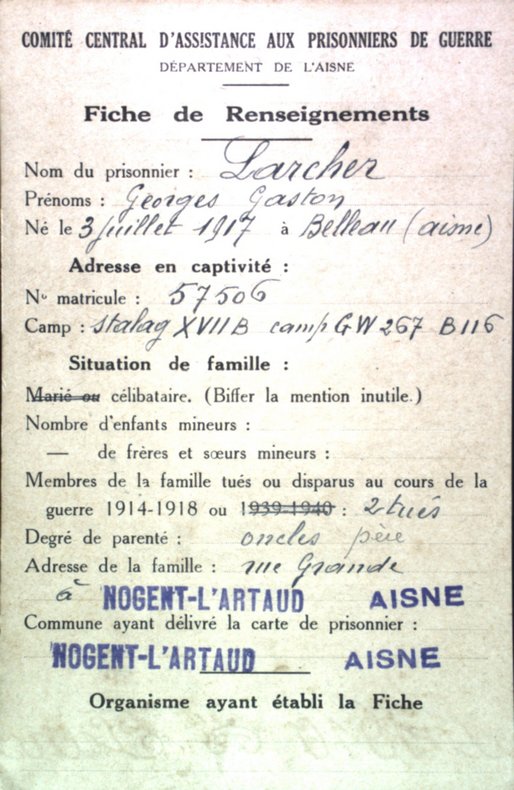 COMITÉ CENTRAL D'ASSISTANCE AUX PRISONNIERS DE GUERRE
DÉPARTEMENT DE L'AISNE
Fiche de Renseignements
Nom du prisonnier : Larcher
Prénoms : Georges Gaston
Né le 3 juillet 1917 à Belleau (aisne)
Adresse en captivité :
No matricule : 57506
Camp : stalag XVII B camp GW 267 B 116
Situation de famille :
Marié ou célibataire. (Biffer la mention inutile.)
Nombre d'enfants mineurs :
— de frères et sœurs mineurs :
Membres de la famille tués ou disparus au cours de la
guerre 1914-1918 ou 1939-1940 : 2 tués
Degré de parenté : oncles père
Adresse de la famille : rue Grande
à NOGENT-L'ARTAUD AISNE
Commune ayant délivré la carte de prisonnier :
NOGENT-L'ARTAUD AISNE
Organisme ayant établi la Fiche